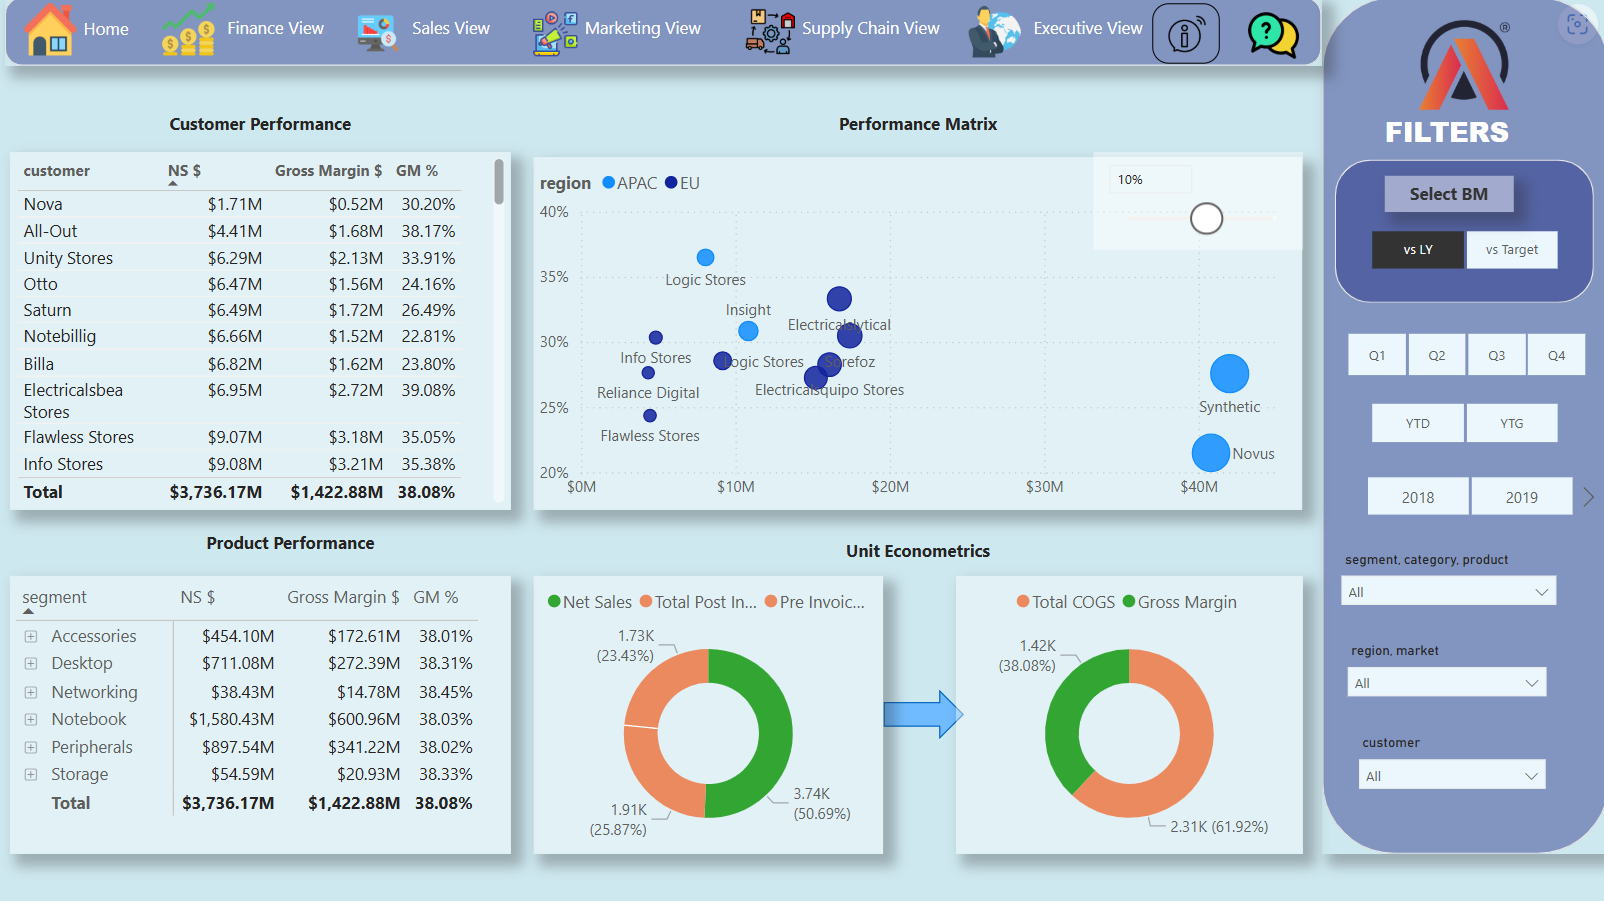 Home
Finance View
Sales View
Marketing View
Supply Chain View
Executive View
Customer Performance
customer NS $ Gross Margin $ GM %
Nova $1.71M $0.52M 30.20%
All-Out $4.41M $1.68M 38.17%
Unity Stores $6.29M $2.13M 33.91%
Otto $6.47M $1.56M 24.16%
Saturn $6.49M $1.72M 26.49%
Notebillig $6.66M $1.52M 22.81%
Billa $6.82M $1.62M 23.80%
Electricalsbea $6.95M $2.72M 39.08%
Stores
Flawless Stores $9.07M $3.18M 35.05%
Info Stores $9.08M $3.21M 35.38%
Total $3,736.17M $1,422.88M 38.08%
Performance Matrix
region APAC EU
10%
40%
35%
30%
25%
20%
Logic Stores
Insight
Electricalslytical
Info Stores
Logic Stores
Sorefoz
Reliance Digital
Electricalsquipo Stores
Flawless Stores
Synthetic
Novus
$0M $10M $20M $30M $40M
Product Performance
segment NS $ Gross Margin $ GM %
Accessories $454.10M $172.61M 38.01%
Desktop $711.08M $272.39M 38.31%
Networking $38.43M $14.78M 38.45%
Notebook $1,580.43M $600.96M 38.03%
Peripherals $897.54M $341.22M 38.02%
Storage $54.59M $20.93M 38.33%
Total $3,736.17M $1,422.88M 38.08%
Unit Econometrics
Net Sales Total Post In... Pre Invoic...
1.73K
(23.43%)
1.91K
(25.87%)
3.74K
(50.69%)
Total COGS Gross Margin
1.42K
(38.08%)
2.31K (61.92%)
®
FILTERS
Select BM
vs LY vs Target
Q1 Q2 Q3 Q4
YTD YTG
2018 2019
segment, category, product
All
region, market
All
customer
All